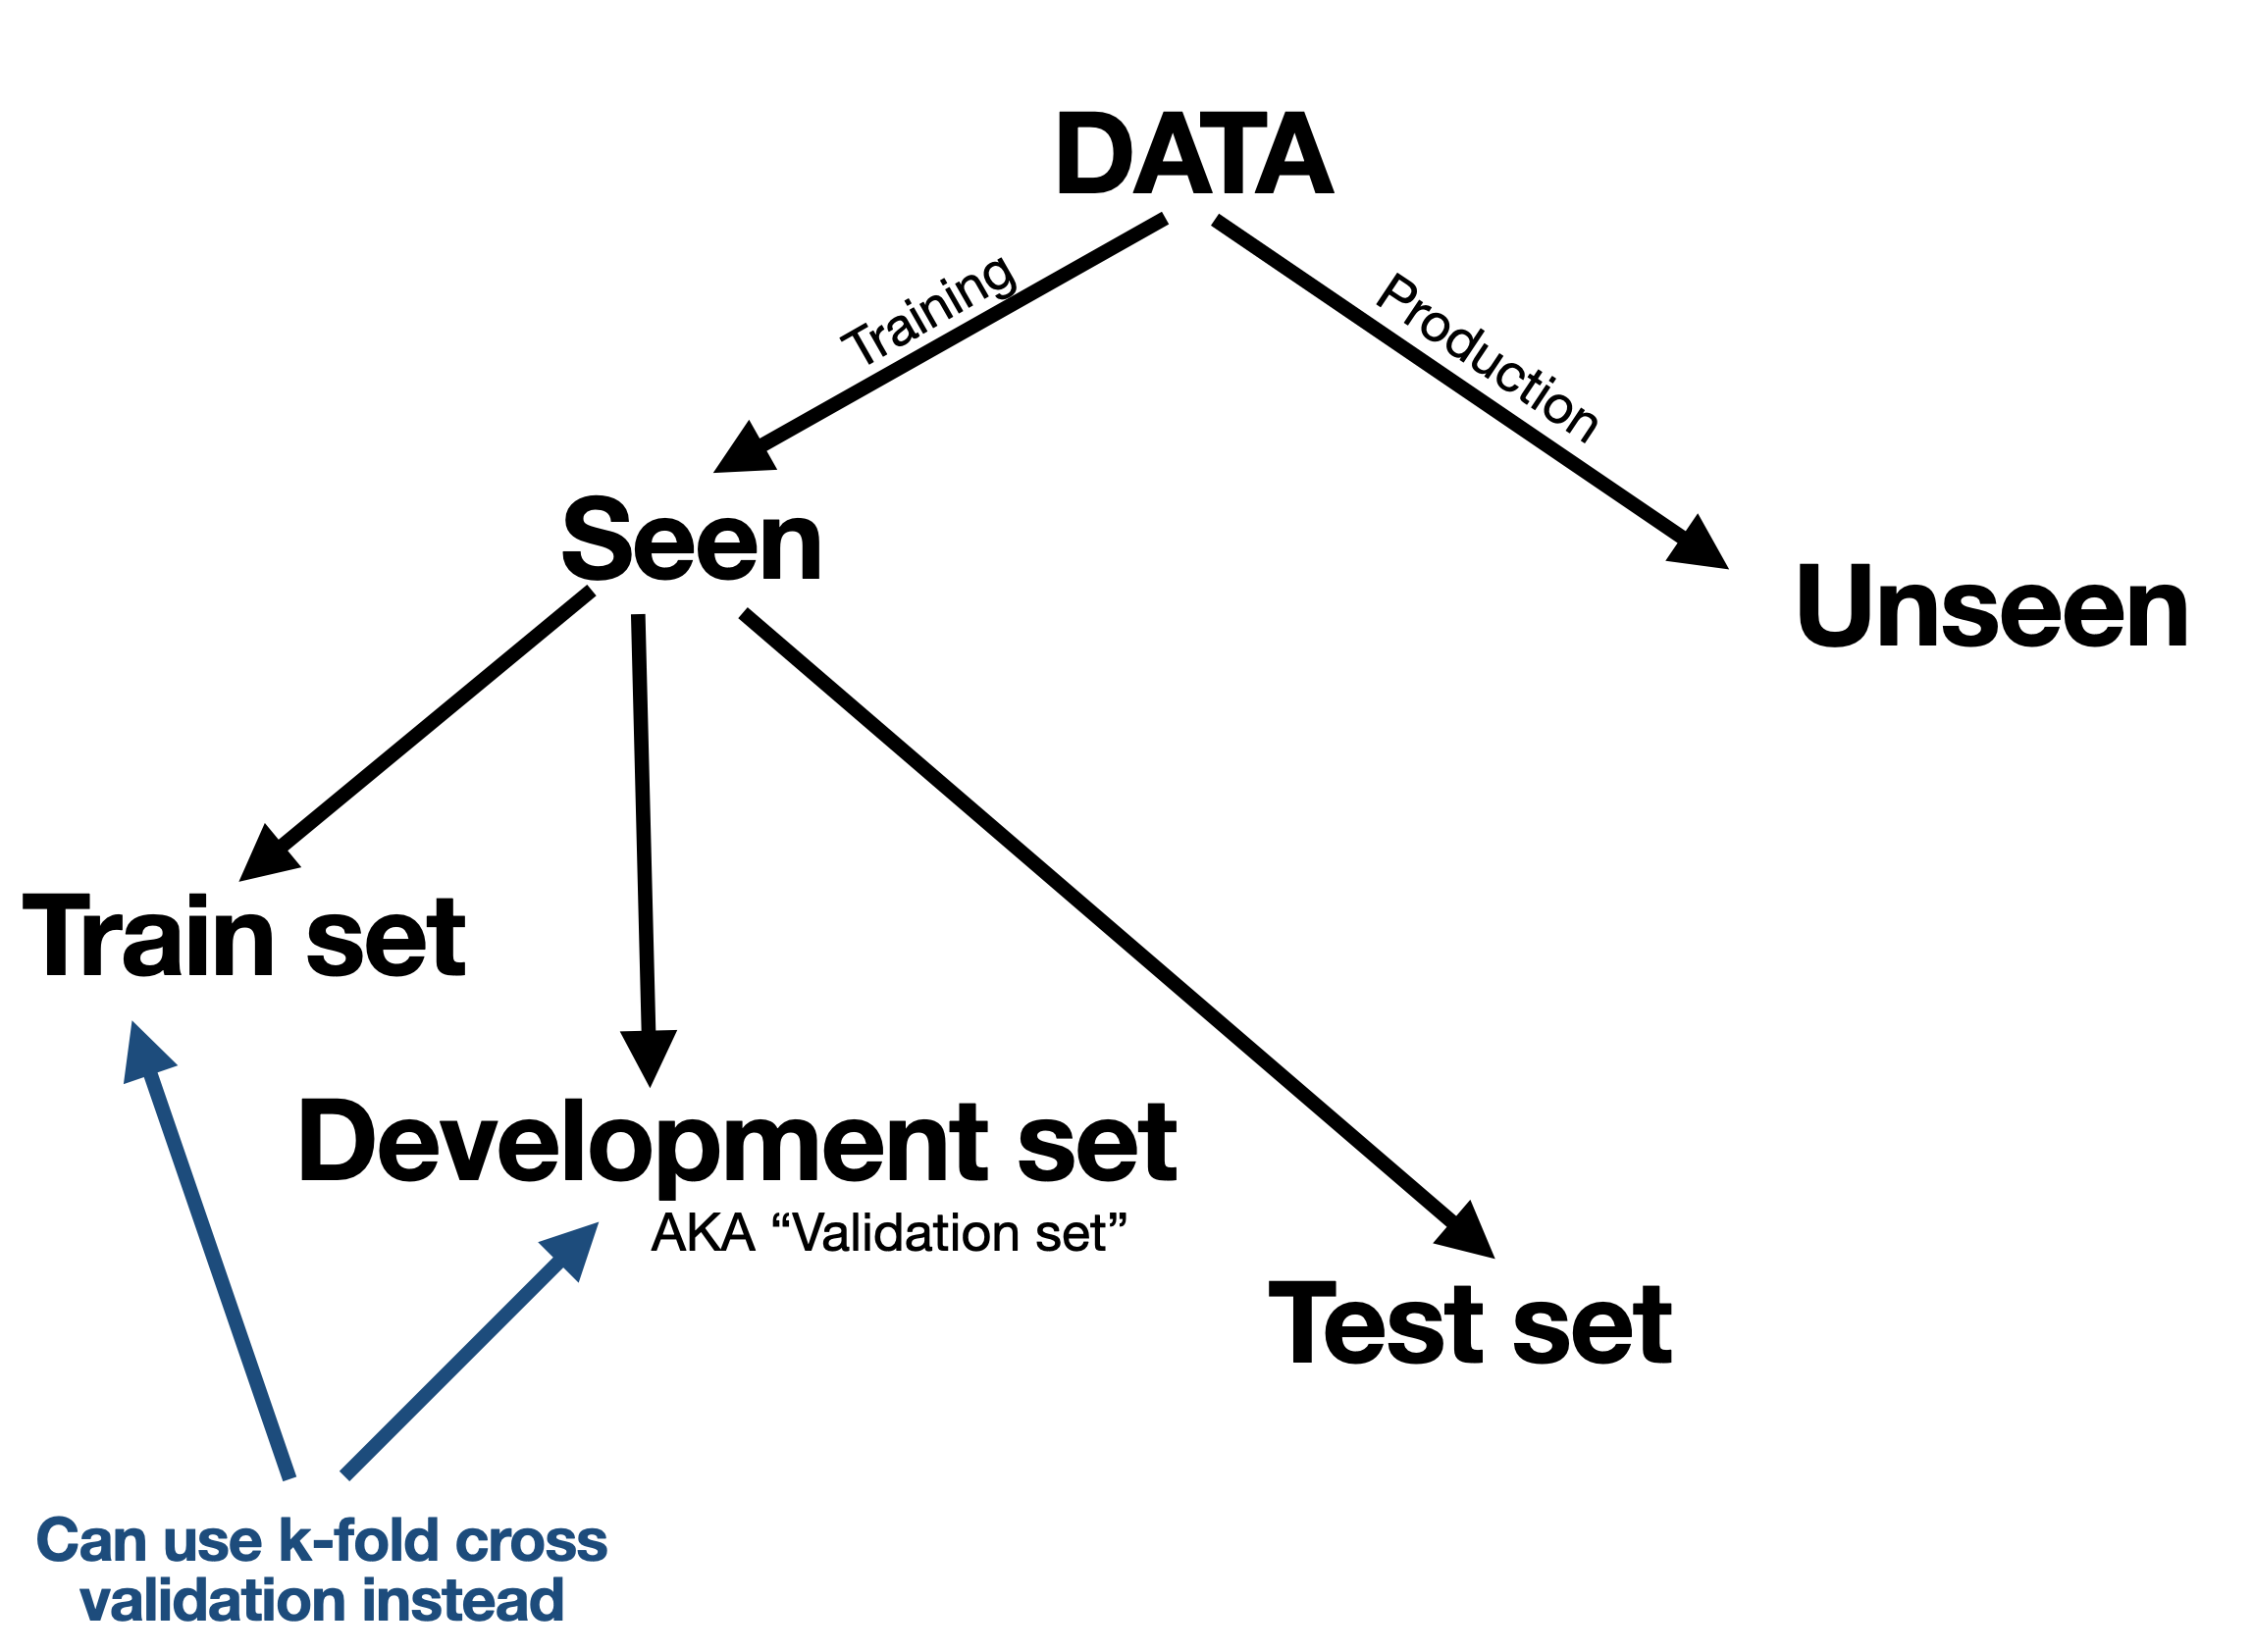 DATA
Training
Production
Seen
Unseen
Train set
Development set
AKA “Validation set”
Test set
Can use k-fold cross
validation instead